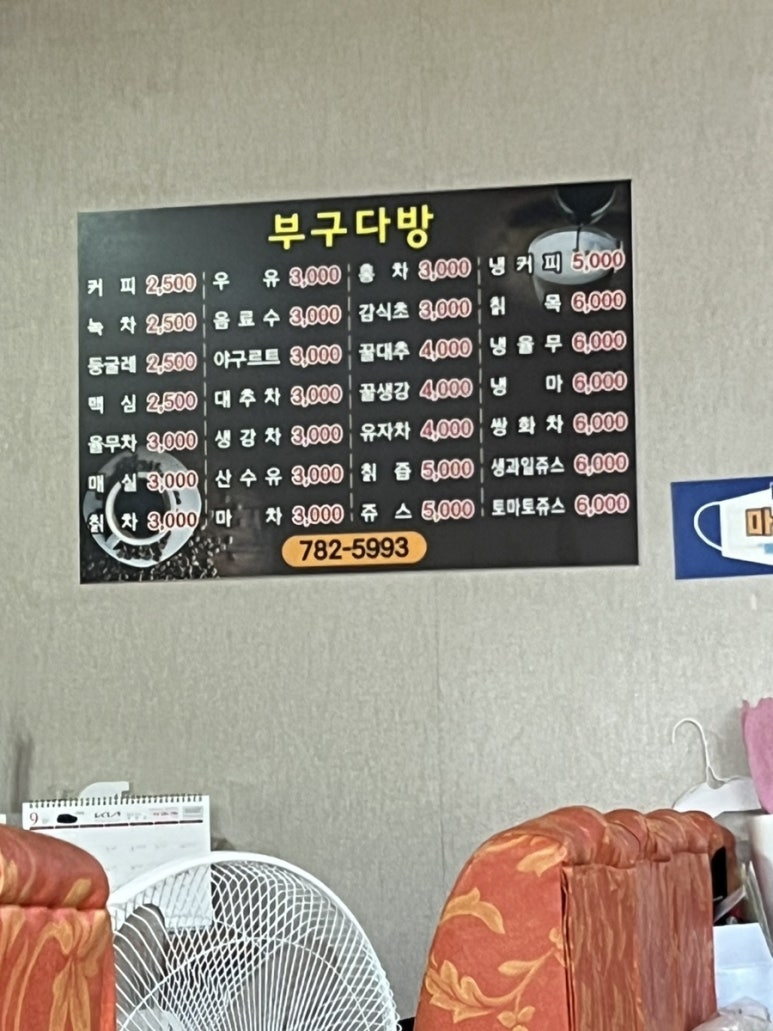 부구다방
커 피 2,500
녹 차 2,500
둥굴레 2,500
맥 심 2,500
율무차 3,000
매 실 3,000
칡 차 3,000
우 유 3,000
음 료 수 3,000
야구르트 3,000
대 추 차 3,000
생 강 차 3,000
산 수 유 3,000
마 차 3,000
홍 차 3,000
감식초 3,000
꿀대추 4,000
꿀생강 4,000
유자차 4,000
칡 즙 5,000
쥬 스 5,000
냉 커 피 5,000
칡 목 6,000
냉 율 무 6,000
냉 마 6,000
쌍 화 차 6,000
생과일쥬스 6,000
토마토쥬스 6,000
782-5993
마
9
KIA